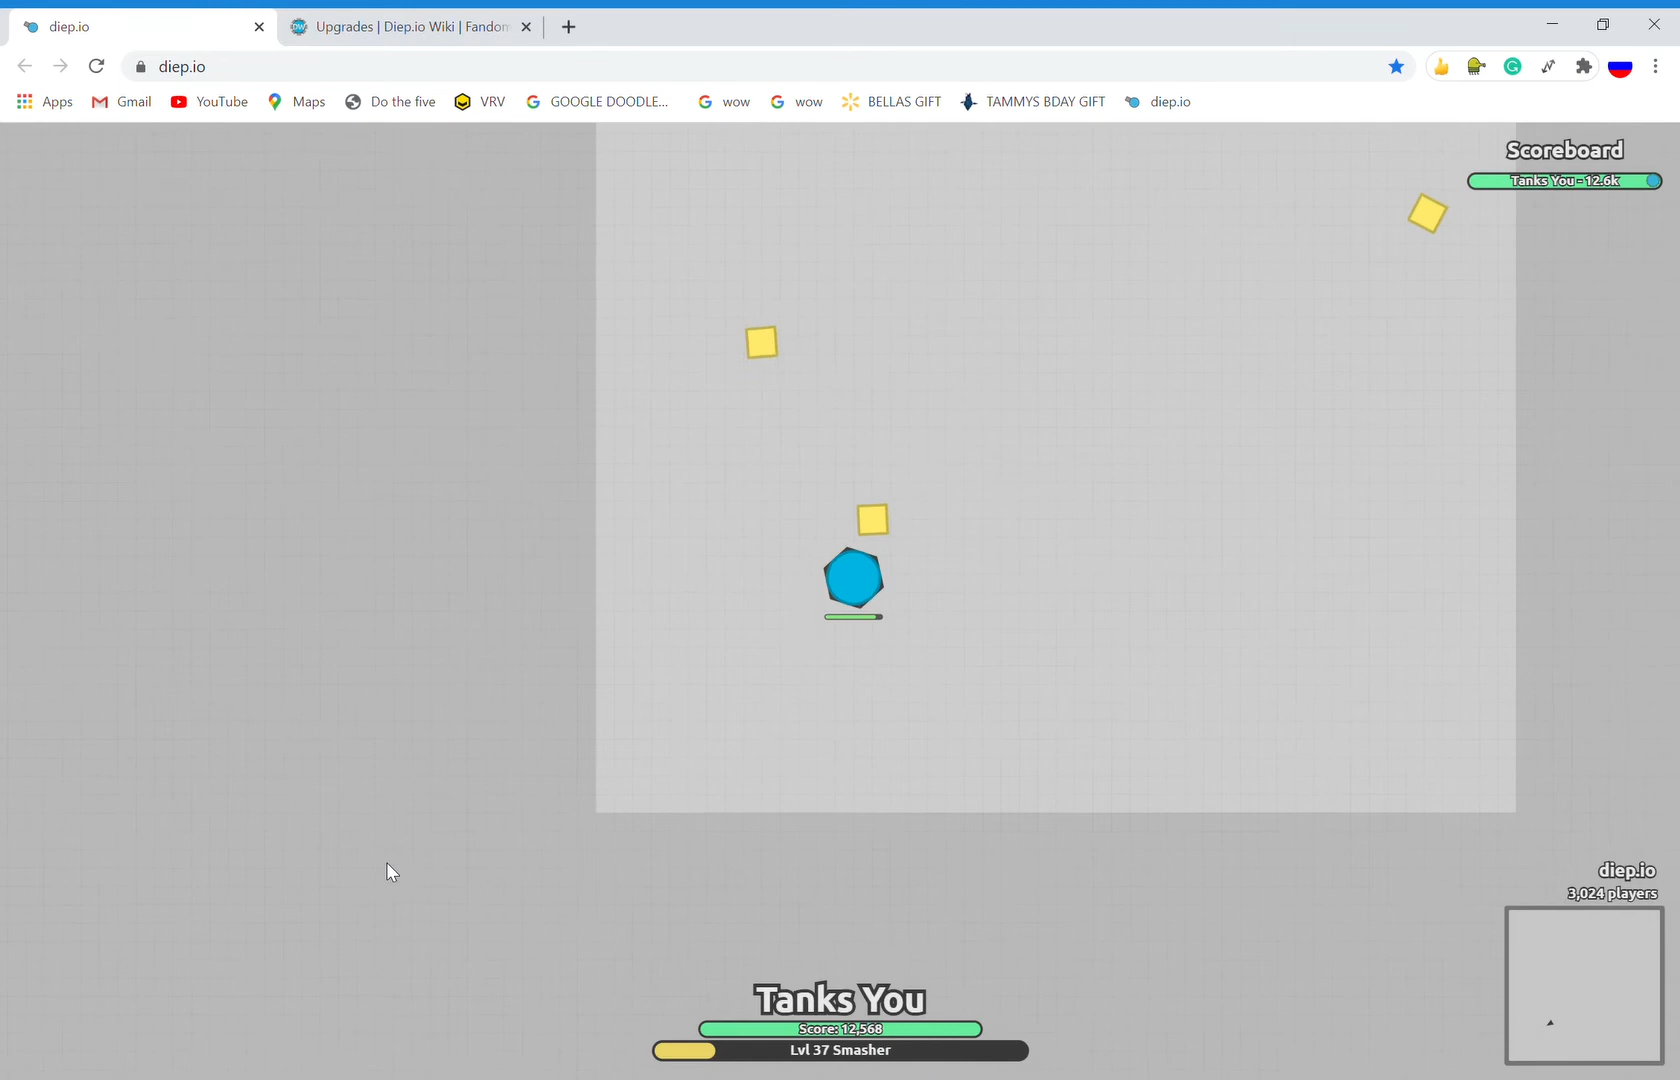 diep.io
Upgrades | Diep.io Wiki | Fandom
diep.io
Apps
Gmail
YouTube
Maps
Do the five
VRV
GOOGLE DOODLE...
wow
wow
BELLAS GIFT
TAMMYS BDAY GIFT
diep.io
Scoreboard
Tanks You - 12.6k
diep.io
3,024 players
Tanks You
Score: 12,568
Lvl 37 Smasher